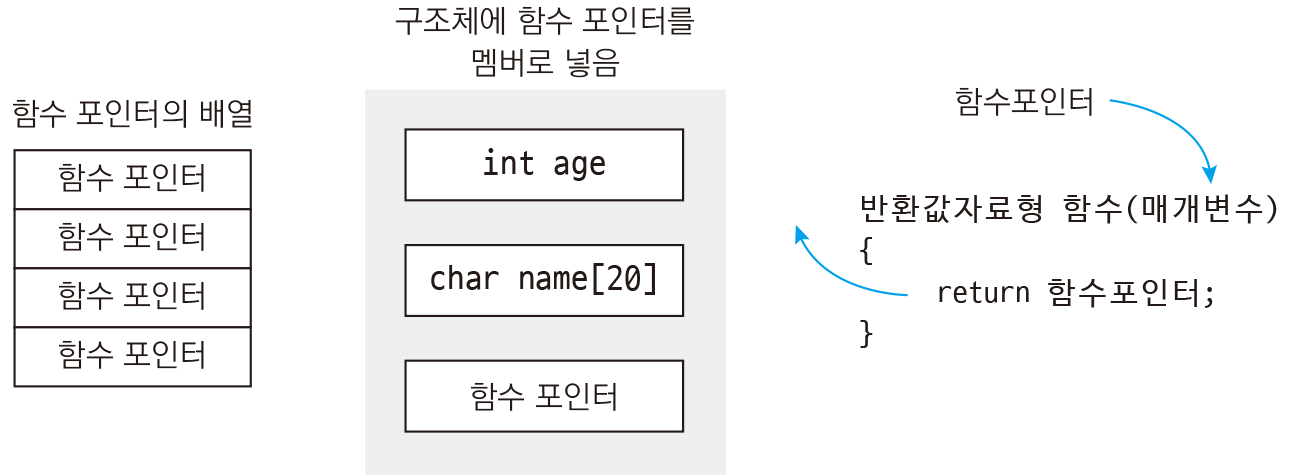 함수 포인터의 배열
함수 포인터
함수 포인터
함수 포인터
함수 포인터
구조체에 함수 포인터를
멤버로 넣음
int age
char name[20]
함수 포인터
함수포인터
반환값자료형 함수(매개변수)
{
return 함수포인터;
}